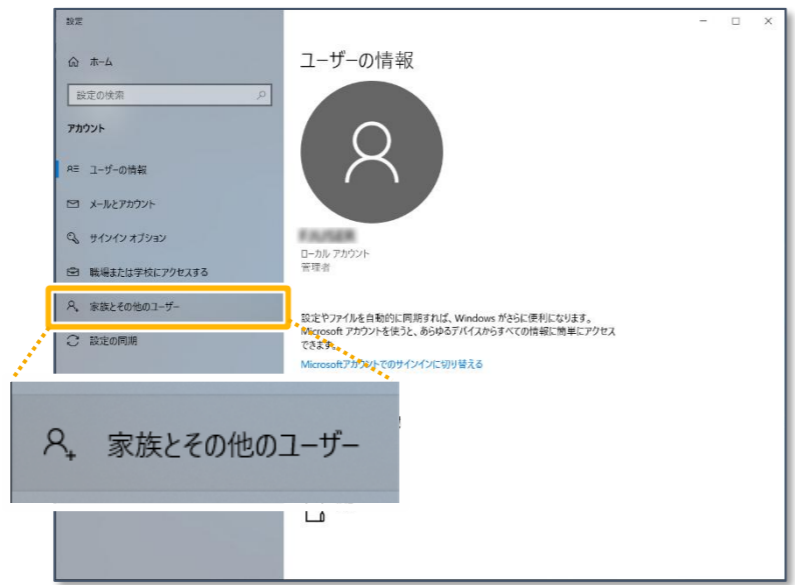 設定
ホーム
設定の検索
アカウント
ユーザーの情報
メールとアカウント
サインイン オプション
職場または学校にアクセスする
家族とその他のユーザー
設定の同期
家族とその他のユーザー
ユーザーの情報
ローカル アカウント
管理者
設定やファイルを自動的に同期すれば、Windows がさらに便利になります。
Microsoft アカウントを使うと、あらゆるデバイスからすべての情報に簡単にアクセス
できます。
Microsoftアカウントでのサインインに切り替える